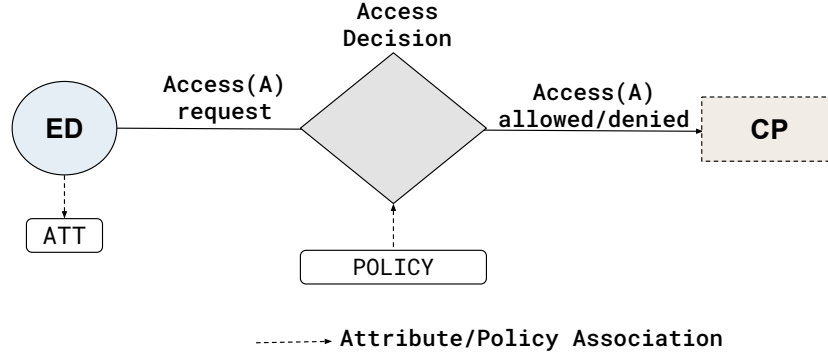 Access
Decision
Access(A)
request
Access(A)
allowed/denied
ED
CP
ATT
POLICY
Attribute/Policy Association